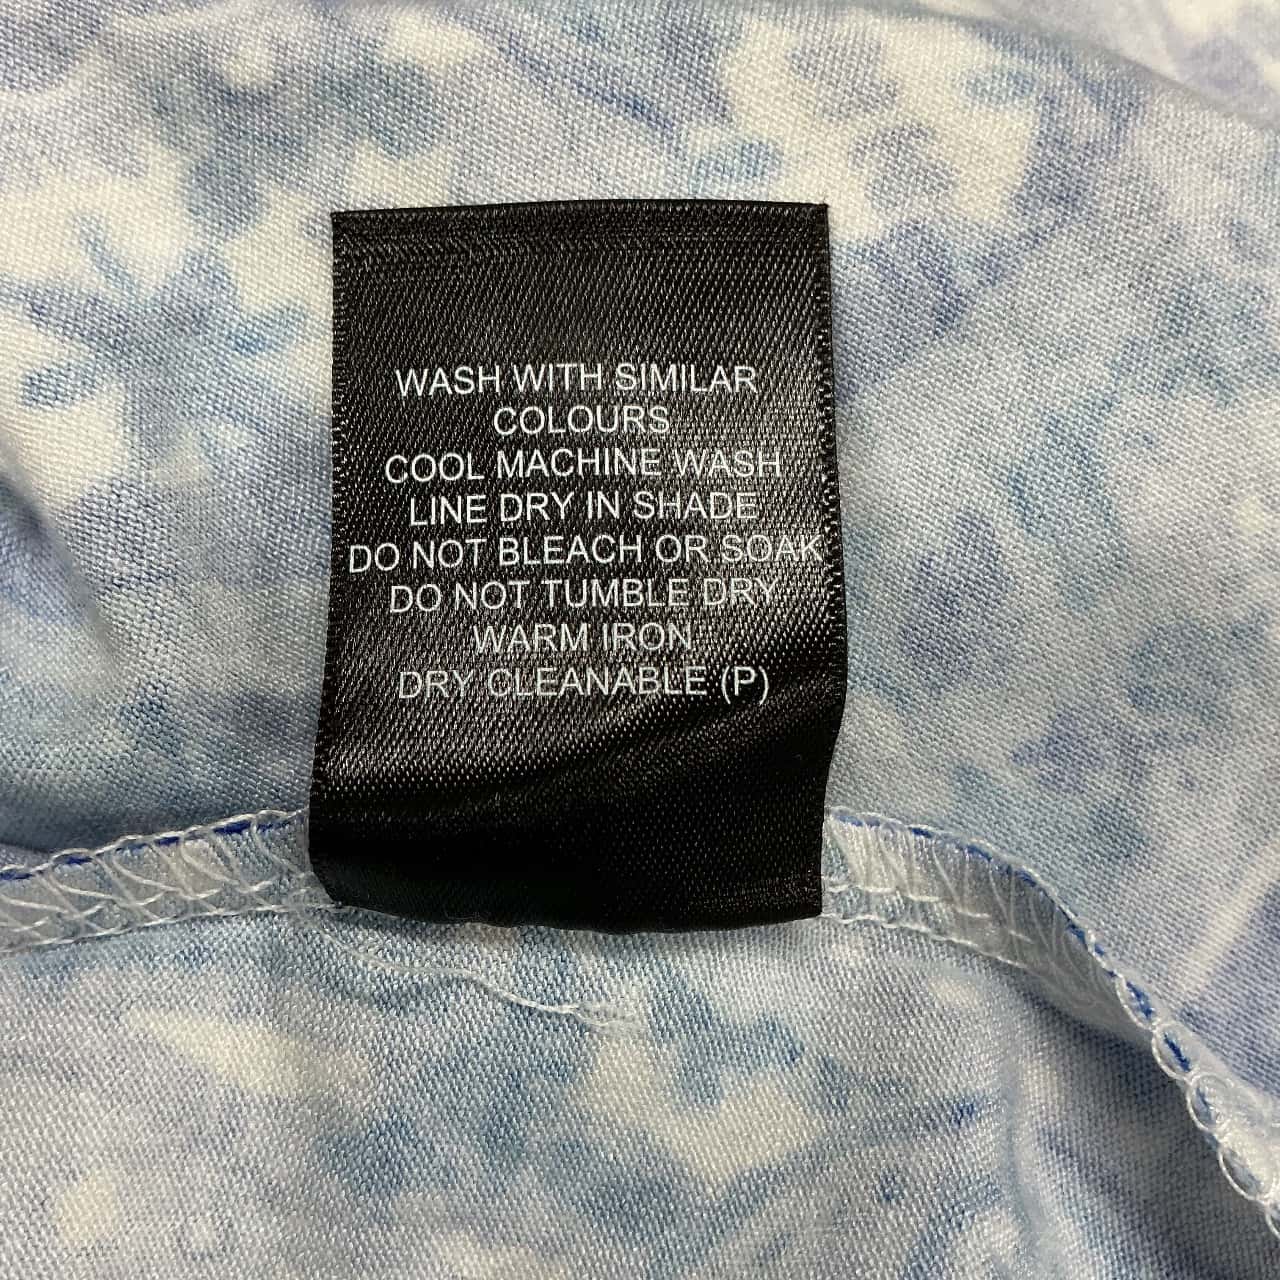 WASH WITH SIMILAR
COLOURS
COOL MACHINE WASH
LINE DRY IN SHADE
DO NOT BLEACH OR SOAK
DO NOT TUMBLE DRY
WARM IRON
DRY CLEANABLE (P)